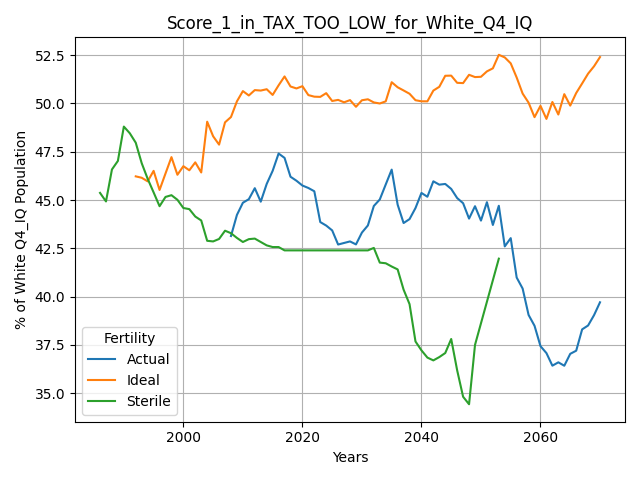 Score_1_in_TAX_TOO_LOW_for_White_Q4_IQ
% of White Q4_IQ Population
52.5
50.0
47.5
45.0
42.5
40.0
37.5
35.0
Fertility
Actual
Ideal
Sterile
2000
2020
2040
2060
Years